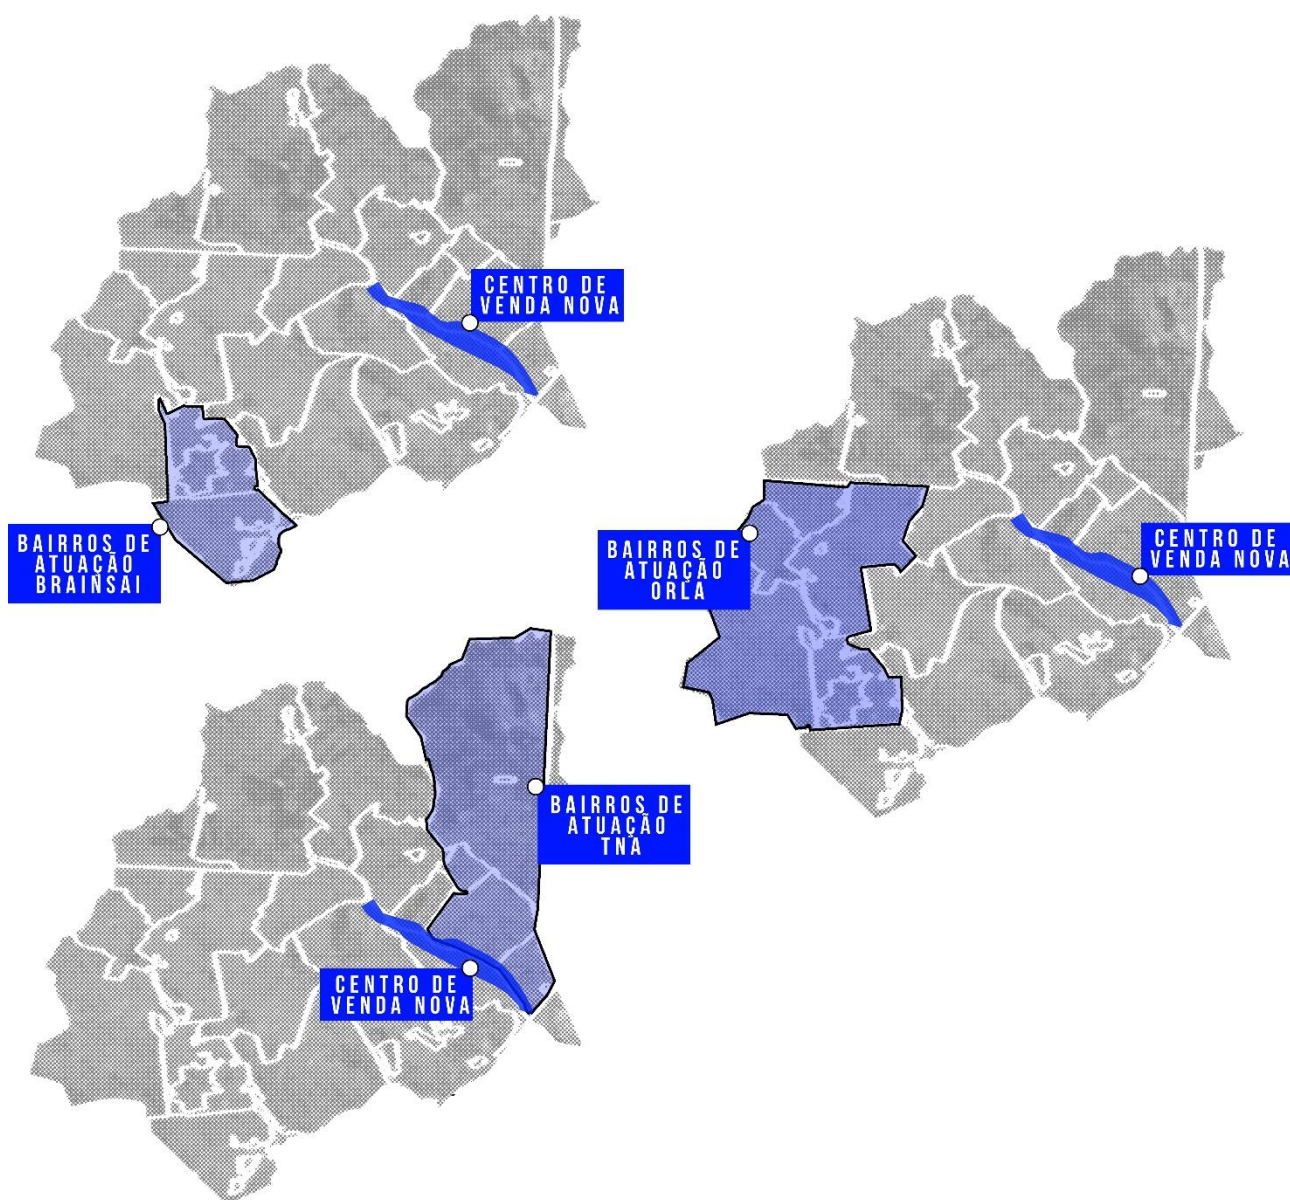 CENTRO DE
VENDA NOVA
BAIRROS DE
ATUAÇÃO
BRAINSAI
BAIRROS DE
ATUAÇÃO
ORLA
CENTRO DE
VENDA NOVA
BAIRROS DE
ATUAÇÃO
TNA
CENTRO DE
VENDA NOVA